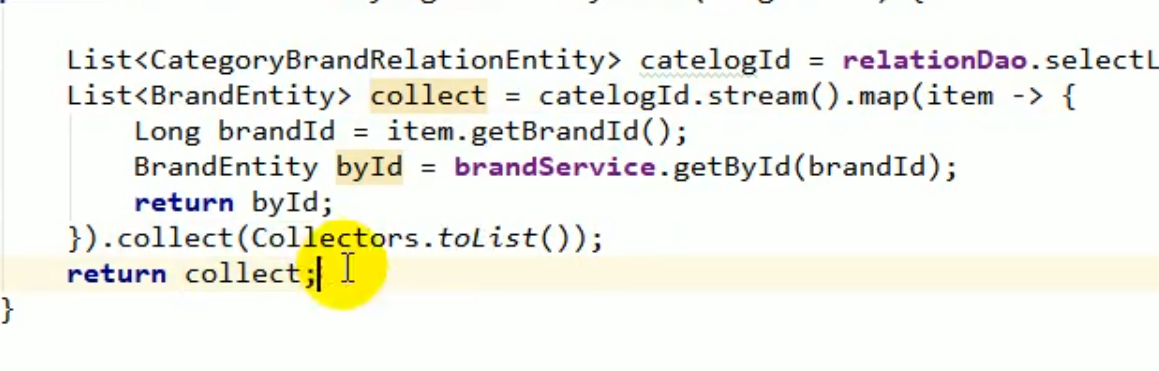 List<CategoryBrandRelationEntity> catelogId = relationDao.selectL
List<BrandEntity> collect = catelogId.stream().map(item -> {
Long brandId = item.getBrandId();
BrandEntity byId = brandService.getById(brandId);
return byId;
}).collect(Collectors.toList());
return collect;
}